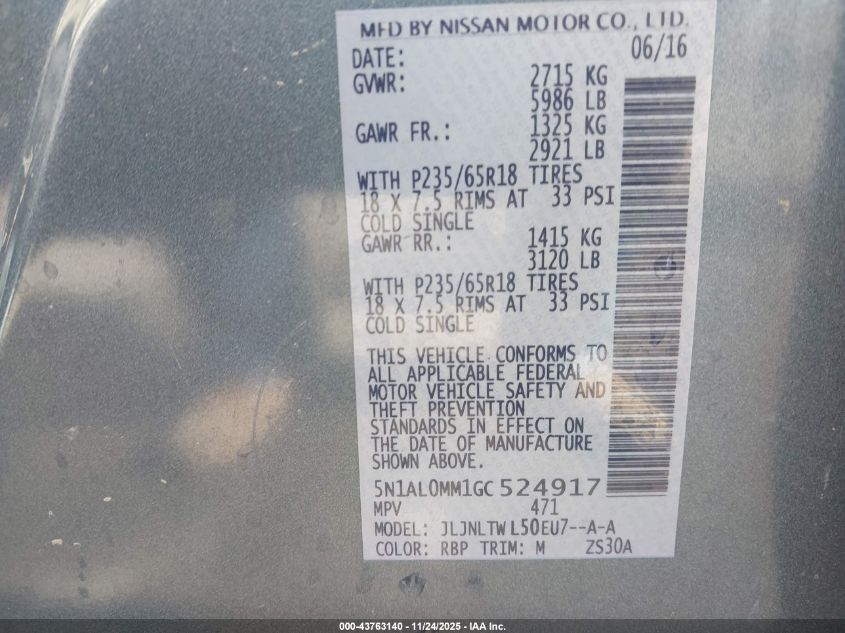 MFD BY NISSAN MOTOR CO., LTD.
DATE: 06/16
GVWR: 2715 KG
5986 LB
GAWR FR.: 1325 KG
2921 LB
WITH P235/65R18 TIRES
18 X 7.5 RIMS AT 33 PSI
COLD SINGLE
GAWR RR.: 1415 KG
3120 LB
WITH P235/65R18 TIRES
18 X 7.5 RIMS AT 33 PSI
COLD SINGLE
THIS VEHICLE CONFORMS TO
ALL APPLICABLE FEDERAL
MOTOR VEHICLE SAFETY AND
THEFT PREVENTION
STANDARDS IN EFFECT ON
THE DATE OF MANUFACTURE
SHOWN ABOVE.
5N1AL0MM1GC524917
MPV 471
MODEL: JLJNLTWL50EU7--A-A
COLOR: RBP TRIM: M ZS30A
000-43763140 - 11/24/2025 - IAA Inc.